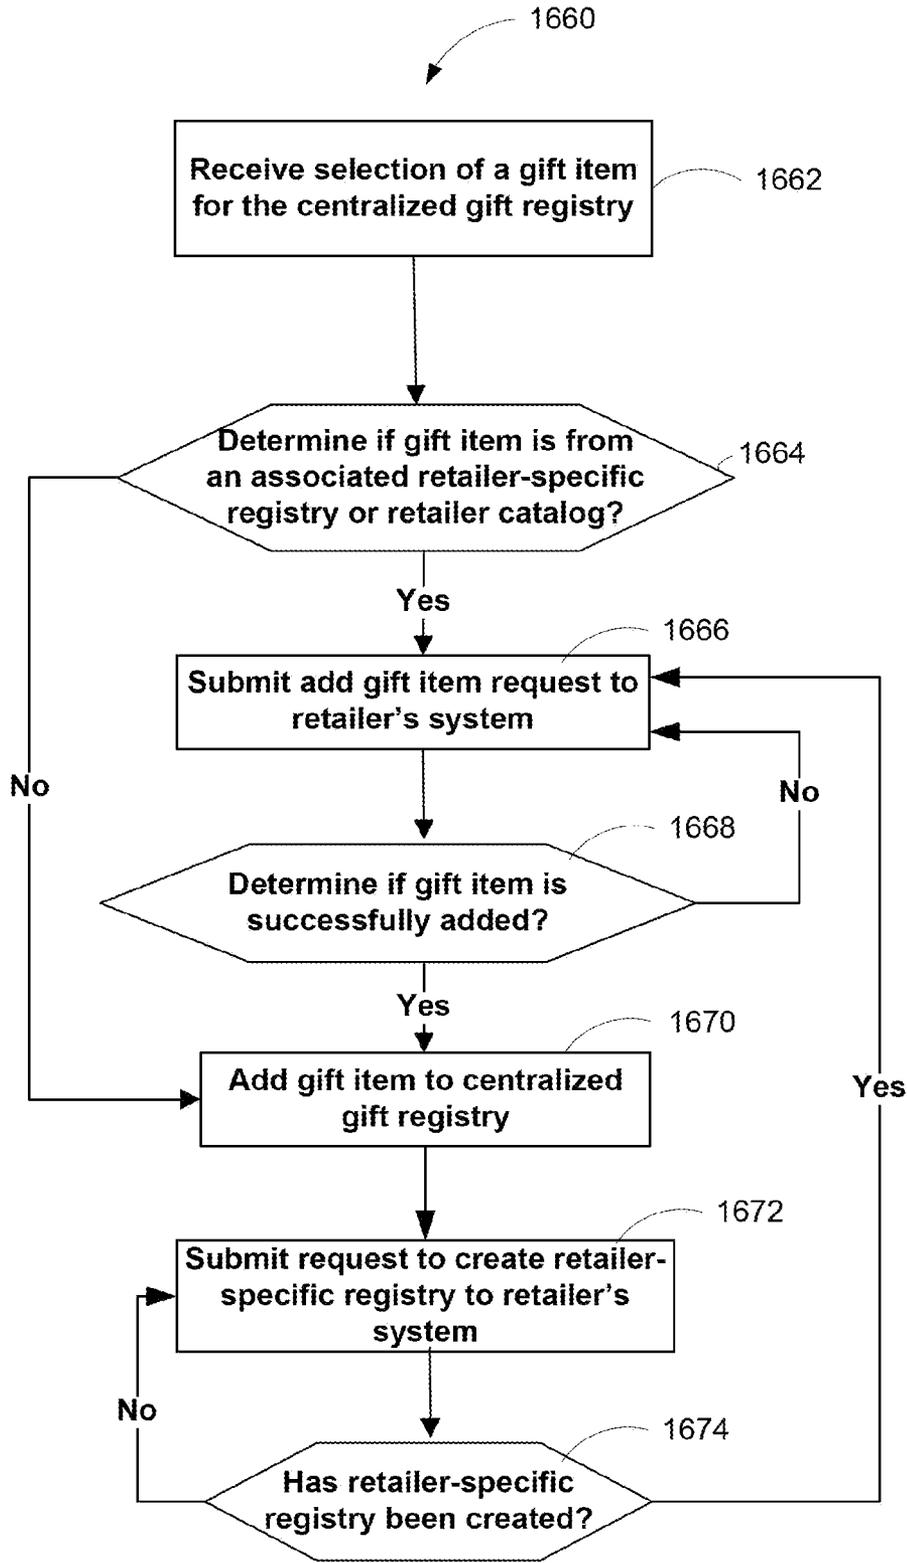 1660
Receive selection of a gift item
for the centralized gift registry
1662
Determine if gift item is from
an associated retailer-specific
registry or retailer catalog?
1664
Yes
1666
Submit add gift item request to
retailer's system
No
No
1668
Determine if gift item is
successfully added?
Yes
1670
Add gift item to centralized
gift registry
Yes
1672
Submit request to create retailer-
specific registry to retailer's
system
No
1674
Has retailer-specific
registry been created?